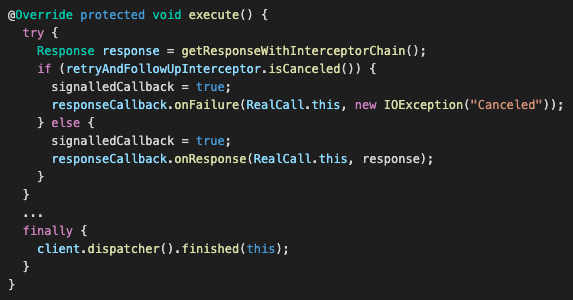 @Override protected void execute() {
  try {
    Response response = getResponseWithInterceptorChain();
    if (retryAndFollowUpInterceptor.isCanceled()) {
      signalledCallback = true;
      responseCallback.onFailure(RealCall.this, new IOException("Canceled"));
    } else {
      signalledCallback = true;
      responseCallback.onResponse(RealCall.this, response);
    }
  }
  ...
  finally {
    client.dispatcher().finished(this);
  }
}